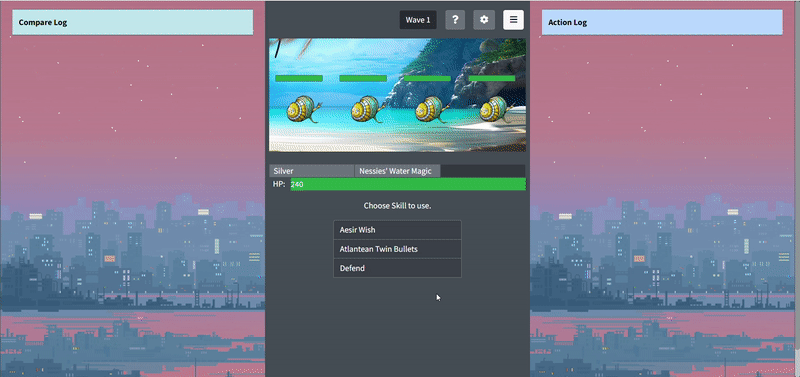 Compare Log
Wave 1
?
Action Log
Silver
Nessies' Water Magic
HP: 240
Choose Skill to use.
Aesir Wish
Atlantean Twin Bullets
Defend